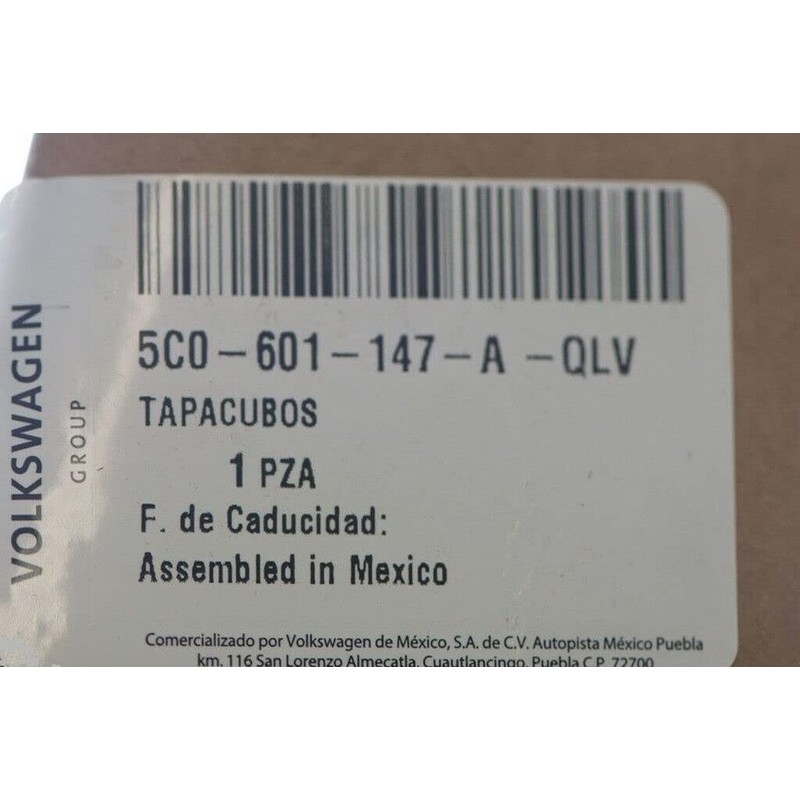 VOLKSWAGEN
GROUP
5C0-601-147-A -QLV
TAPACUBOS
1 PZA
F. de Caducidad:
Assembled in Mexico
Comercializado por Volkswagen de México, S.A. de C.V. Autopista México Puebla
km. 116 San Lorenzo Almecatla, Cuautlancingo, Puebla C.P. 72700